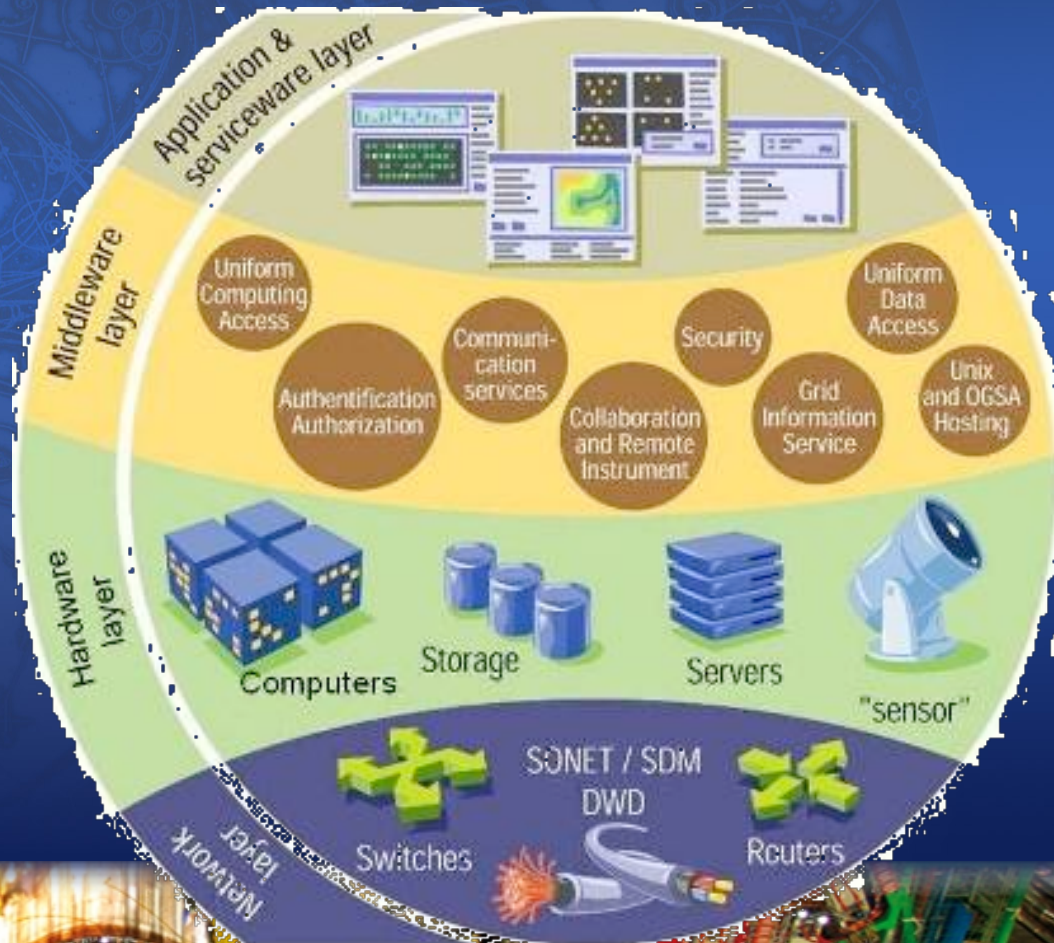 Application &
serviceware layer
Middleware
layer
Uniform
Computing
Access
Authentification
Authorization
Communi-
cation
services
Collaboration
and Remote
Instrument
Security
Grid
Information
Service
Uniform
Data
Access
Unix
and OGSA
Hosting
Hardware
layer
Computers
Storage
Servers
"sensor"
Network
layer
Switches
SONET / SDM
DWD
Routers